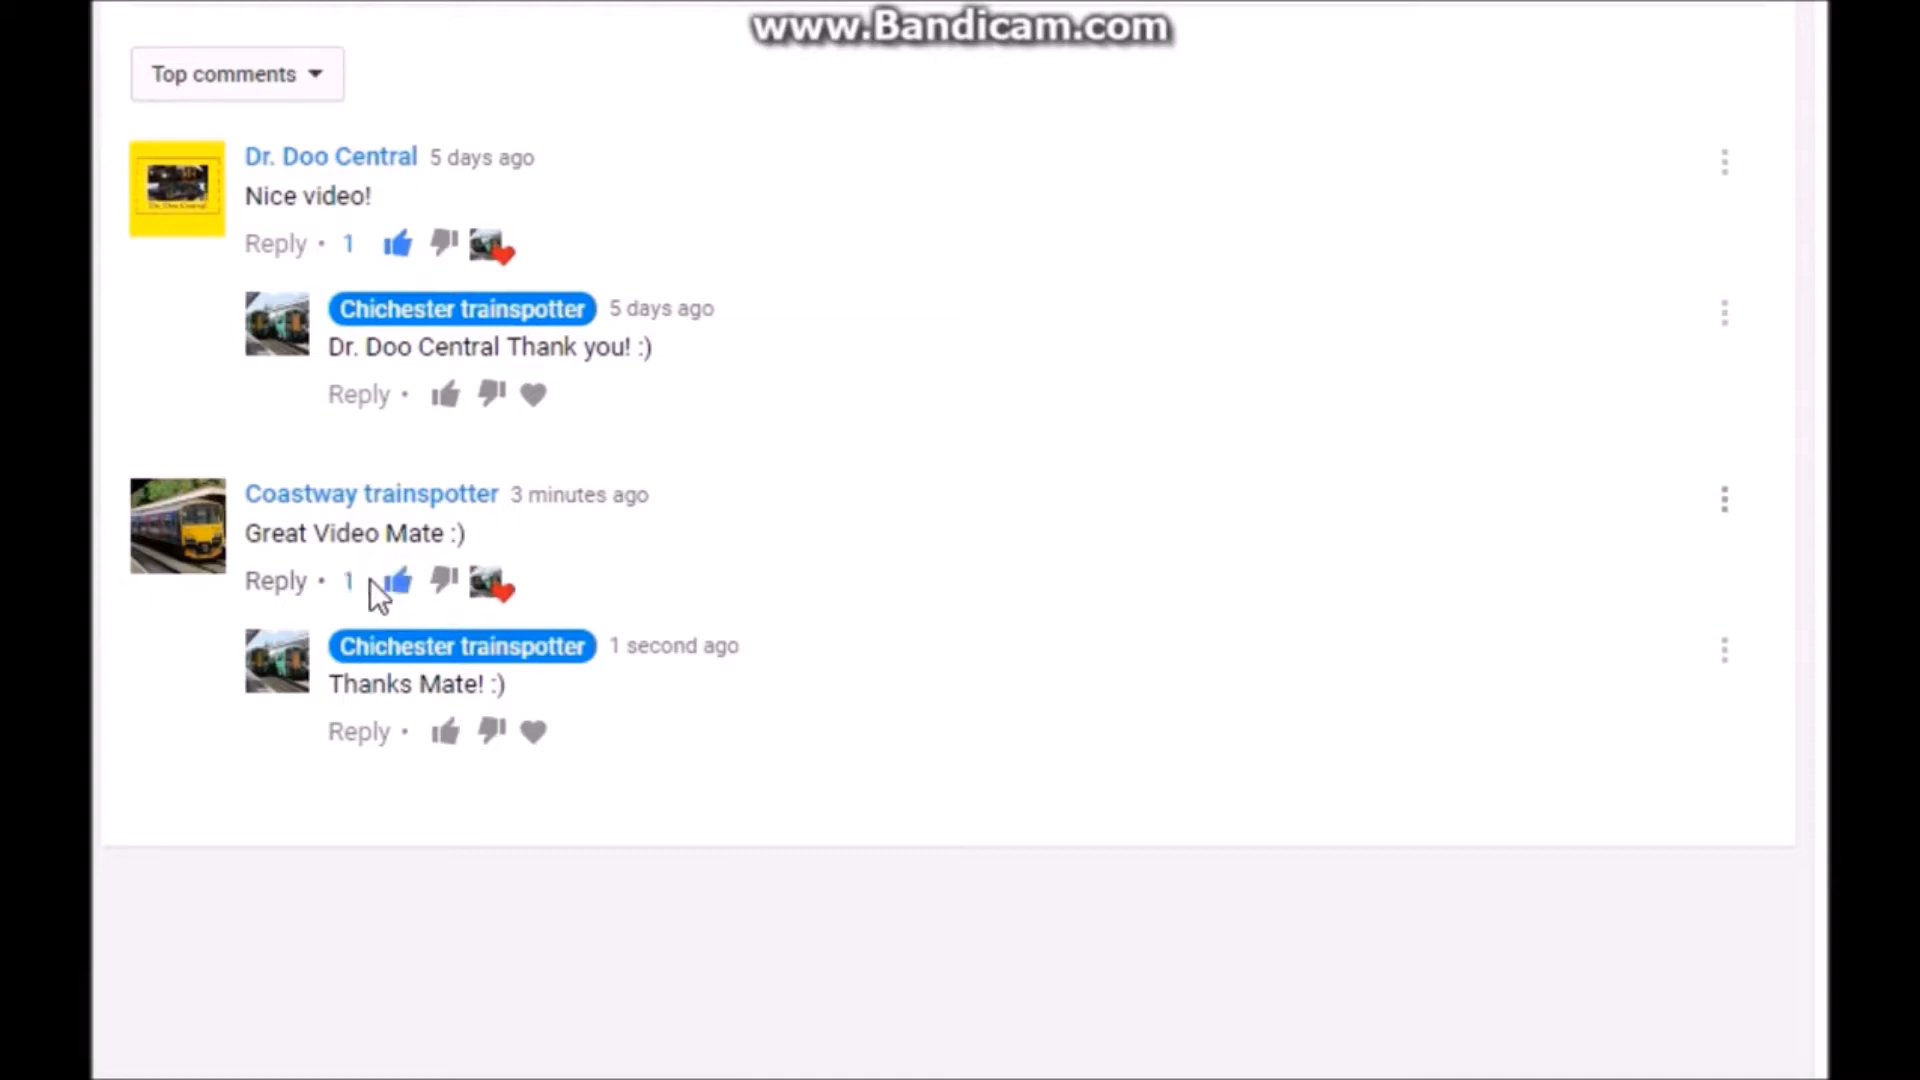 www.Bandicam.com
Top comments
Dr. Doo Central 5 days ago
Nice video!
Reply • 1
Chichester trainspotter 5 days ago
Dr. Doo Central Thank you! :)
Reply •
Coastway trainspotter 3 minutes ago
Great Video Mate :)
Reply • 1
Chichester trainspotter 1 second ago
Thanks Mate! :)
Reply •